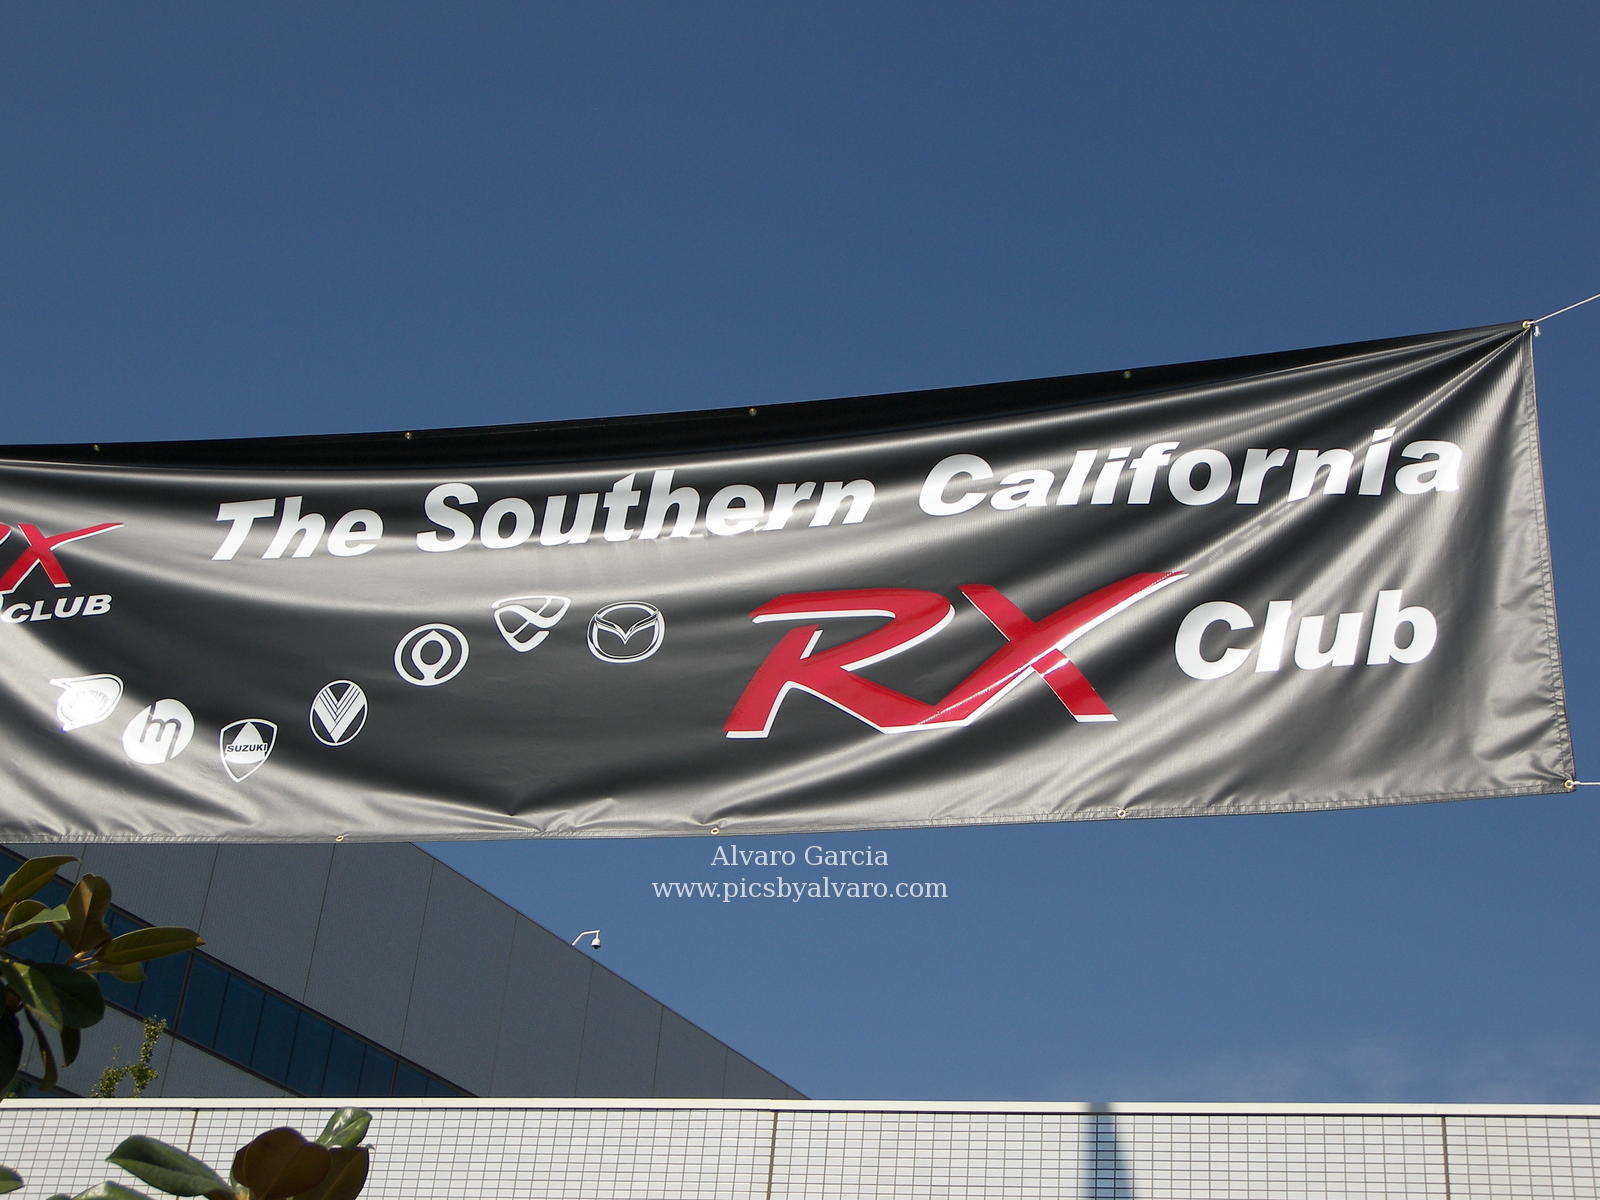 The Southern California
RX Club
RX
CLUB
m
SUZUKI
Alvaro Garcia
www.picsbyalvaro.com